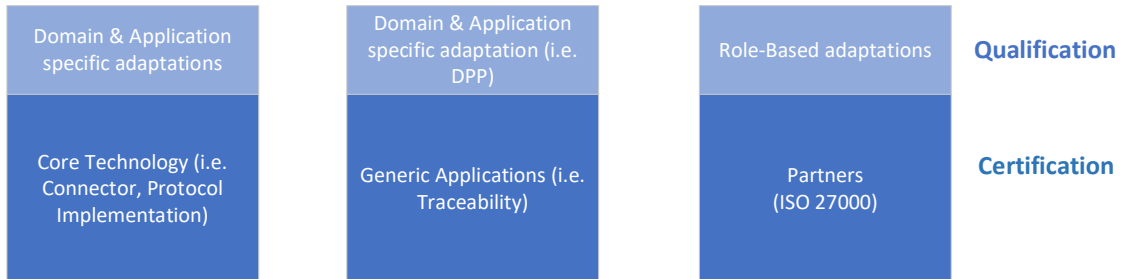 Domain & Application
specific adaptations
Domain & Application
specific adaptation (i.e.
DPP)
Role-Based adaptations
Qualification
Core Technology (i.e.
Connector, Protocol
Implementation)
Generic Applications (i.e.
Traceability)
Partners
(ISO 27000)
Certification